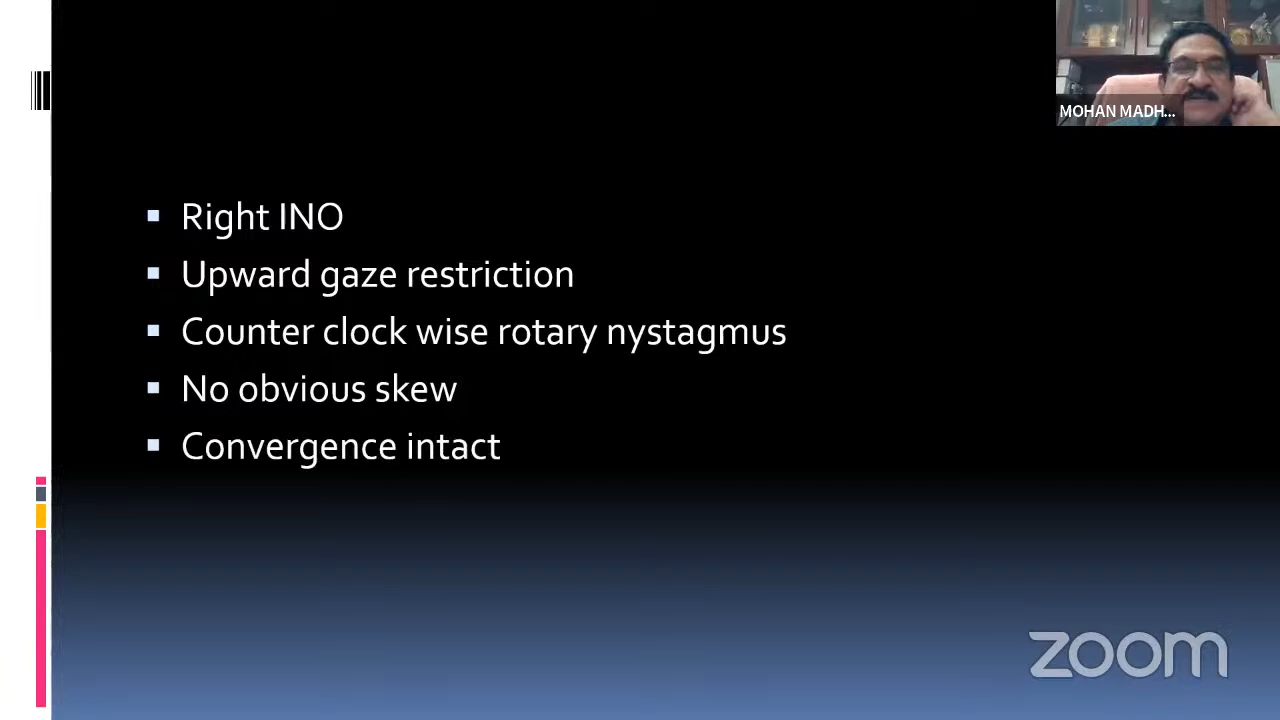 MOHAN MADH...
Right INO
Upward gaze restriction
Counter clock wise rotary nystagmus
No obvious skew
Convergence intact
zoom